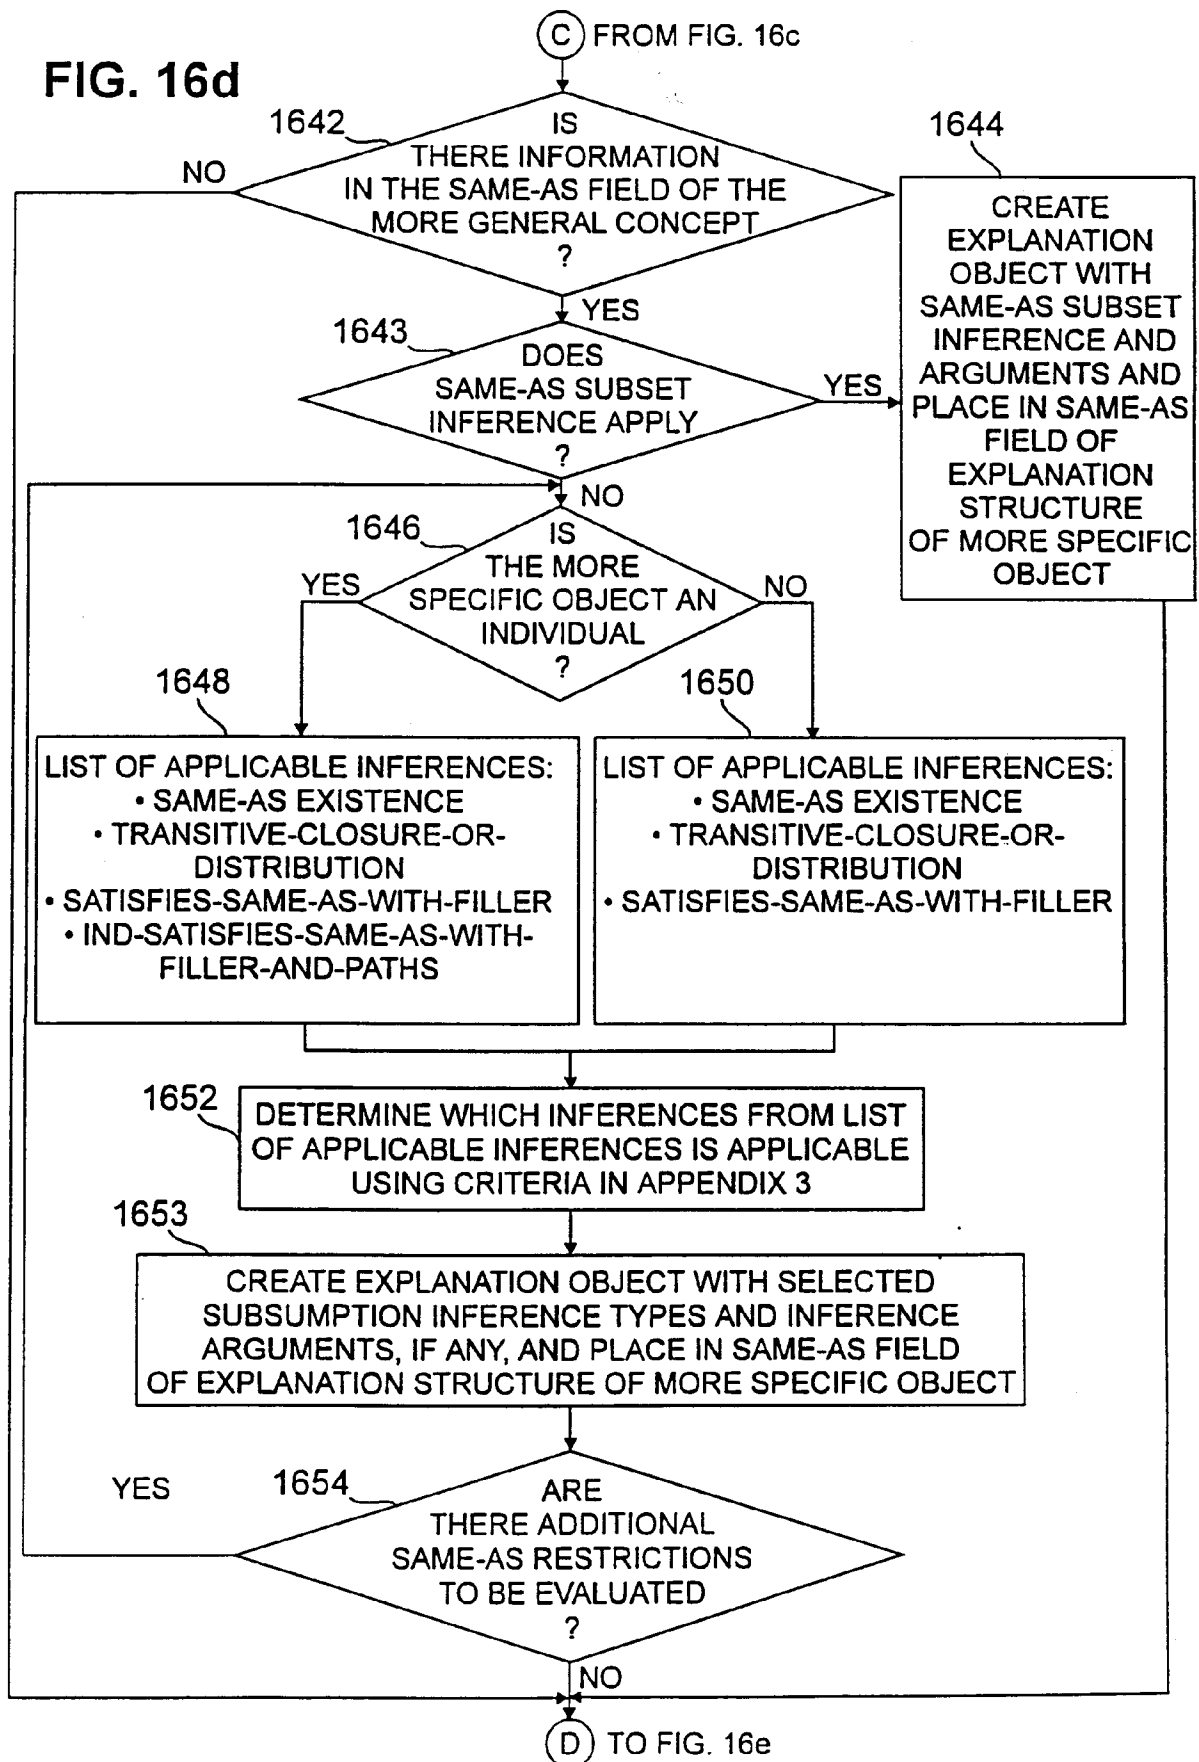 C FROM FIG. 16c
FIG. 16d
1642
IS
THERE INFORMATION
IN THE SAME-AS FIELD OF THE
MORE GENERAL CONCEPT
?
NO
YES
1644
CREATE
EXPLANATION
OBJECT WITH
SAME-AS SUBSET
INFERENCE AND
ARGUMENTS AND
PLACE IN SAME-AS
FIELD OF
EXPLANATION
STRUCTURE
OF MORE SPECIFIC
OBJECT
1643
DOES
SAME-AS SUBSET
INFERENCE APPLY
?
YES
NO
1646
IS
THE MORE
SPECIFIC OBJECT AN
INDIVIDUAL
?
YES
NO
1648
LIST OF APPLICABLE INFERENCES:
• SAME-AS EXISTENCE
• TRANSITIVE-CLOSURE-OR-
DISTRIBUTION
• SATISFIES-SAME-AS-WITH-FILLER
• IND-SATISFIES-SAME-AS-WITH-
FILLER-AND-PATHS
1650
LIST OF APPLICABLE INFERENCES:
• SAME-AS EXISTENCE
• TRANSITIVE-CLOSURE-OR-
DISTRIBUTION
• SATISFIES-SAME-AS-WITH-FILLER
1652
DETERMINE WHICH INFERENCES FROM LIST
OF APPLICABLE INFERENCES IS APPLICABLE
USING CRITERIA IN APPENDIX 3
1653
CREATE EXPLANATION OBJECT WITH SELECTED
SUBSUMPTION INFERENCE TYPES AND INFERENCE
ARGUMENTS, IF ANY, AND PLACE IN SAME-AS FIELD
OF EXPLANATION STRUCTURE OF MORE SPECIFIC OBJECT
1654
ARE
THERE ADDITIONAL
SAME-AS RESTRICTIONS
TO BE EVALUATED
?
YES
NO
D TO FIG. 16e